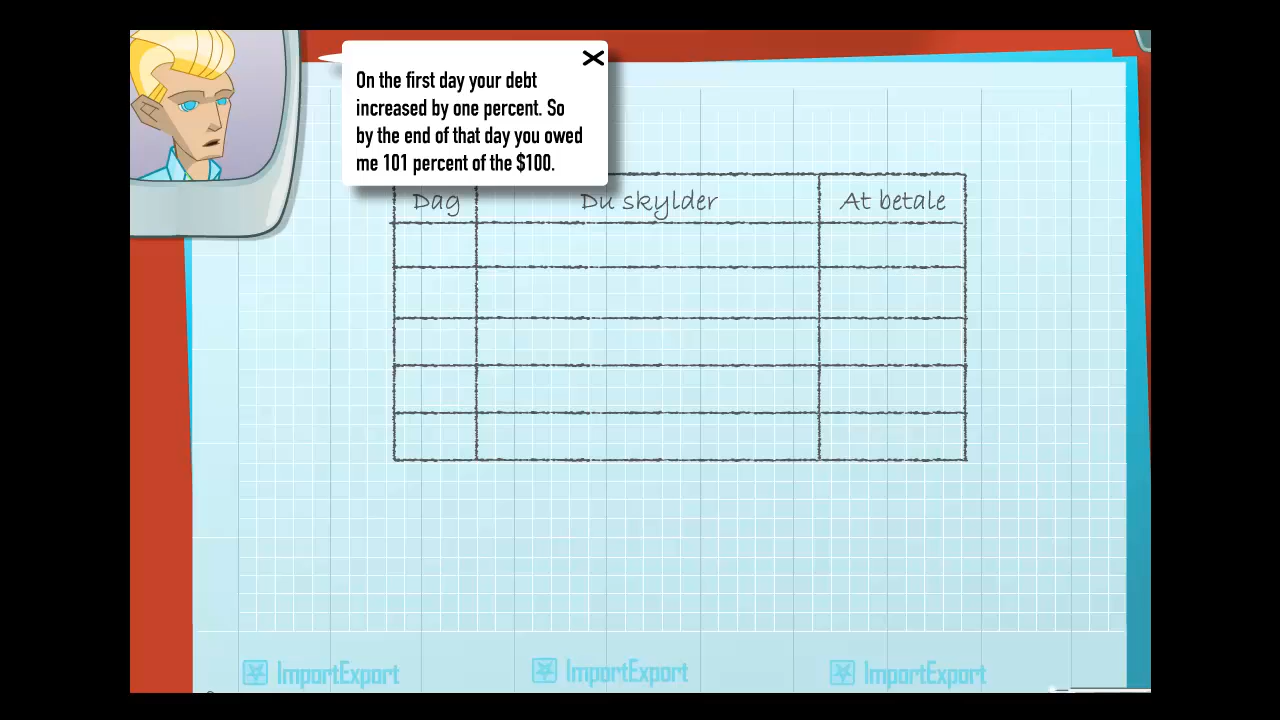 On the first day your debt
increased by one percent. So
by the end of that day you owed
me 101 percent of the $100.
Dag Du skylder At betale
ImportExport ImportExport ImportExport